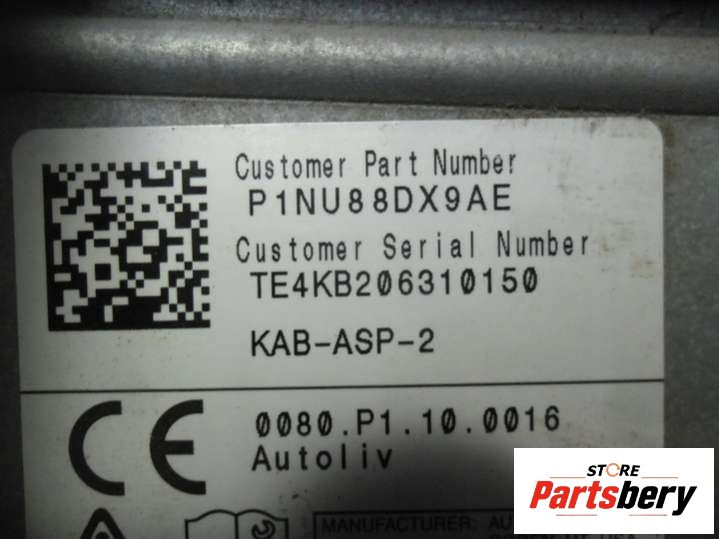 Customer Part Number
P1NU88DX9AE
Customer Serial Number
TE4KB206310150
KAB-ASP-2
CE
0080.P1.10.0016
Autoliv
MANUFACTURER:
STORE
Partsbery